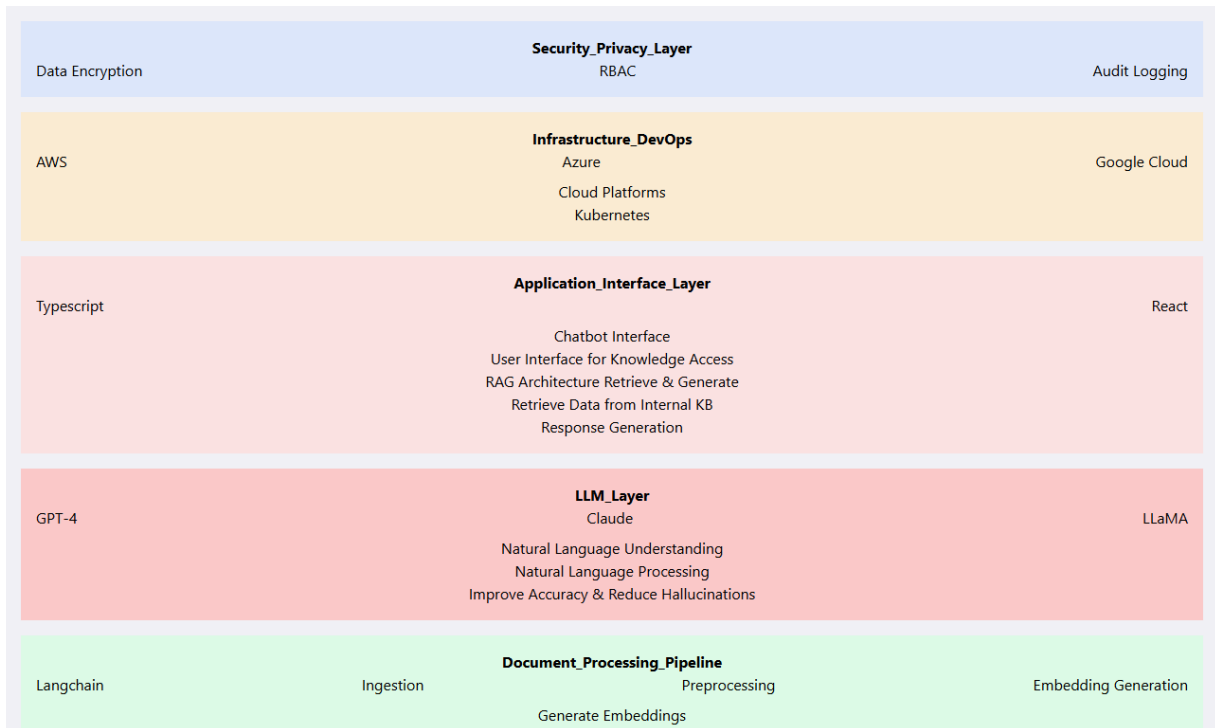 Security_Privacy_Layer
Data Encryption RBAC Audit Logging
Infrastructure_DevOps
AWS Azure Google Cloud
Cloud Platforms
Kubernetes
Application_Interface_Layer
Typescript React
Chatbot Interface
User Interface for Knowledge Access
RAG Architecture Retrieve & Generate
Retrieve Data from Internal KB
Response Generation
LLM_Layer
GPT-4 Claude LLaMA
Natural Language Understanding
Natural Language Processing
Improve Accuracy & Reduce Hallucinations
Document_Processing_Pipeline
Langchain Ingestion Preprocessing Embedding Generation
Generate Embeddings